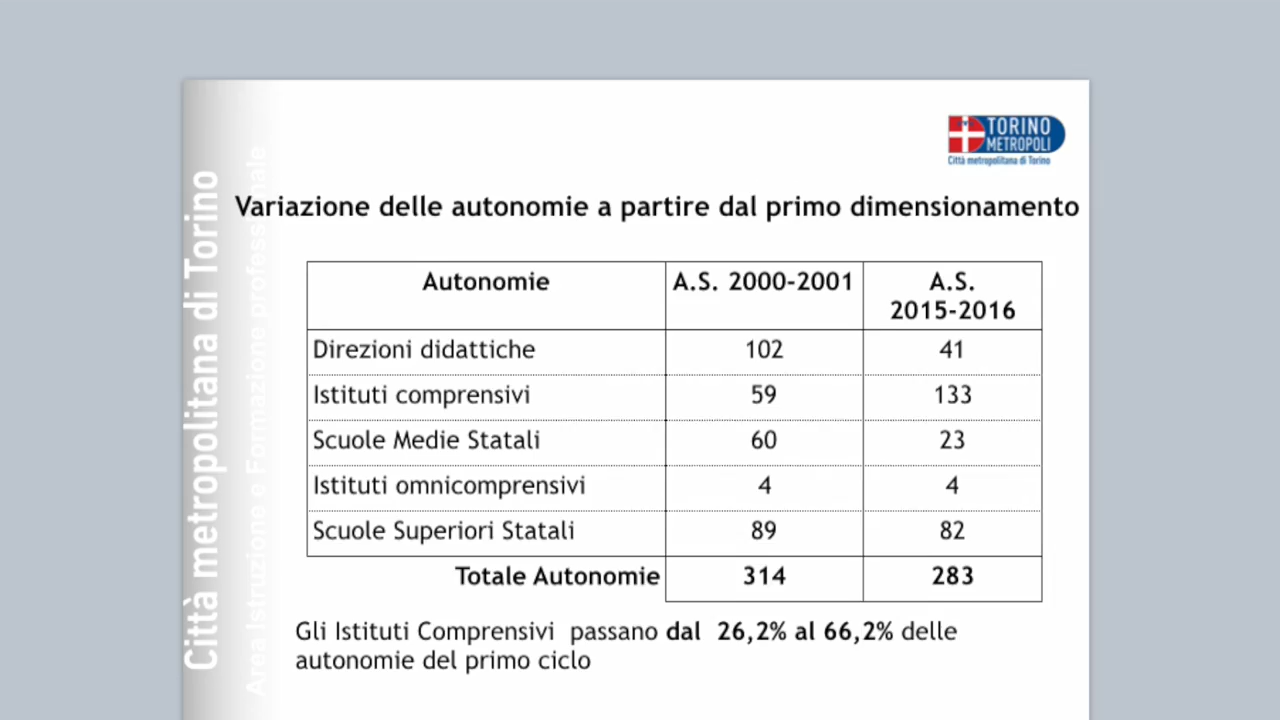 TORINO
METROPOLI
Città metropolitana di Torino
Città metropolitana di Torino
Area Istruzione e Formazione professionale
Variazione delle autonomie a partire dal primo dimensionamento
Autonomie A.S. 2000-2001 A.S.
2015-2016
Direzioni didattiche 102 41
Istituti comprensivi 59 133
Scuole Medie Statali 60 23
Istituti omnicomprensivi 4 4
Scuole Superiori Statali 89 82
Totale Autonomie 314 283
Gli Istituti Comprensivi passano dal 26,2% al 66,2% delle
autonomie del primo ciclo